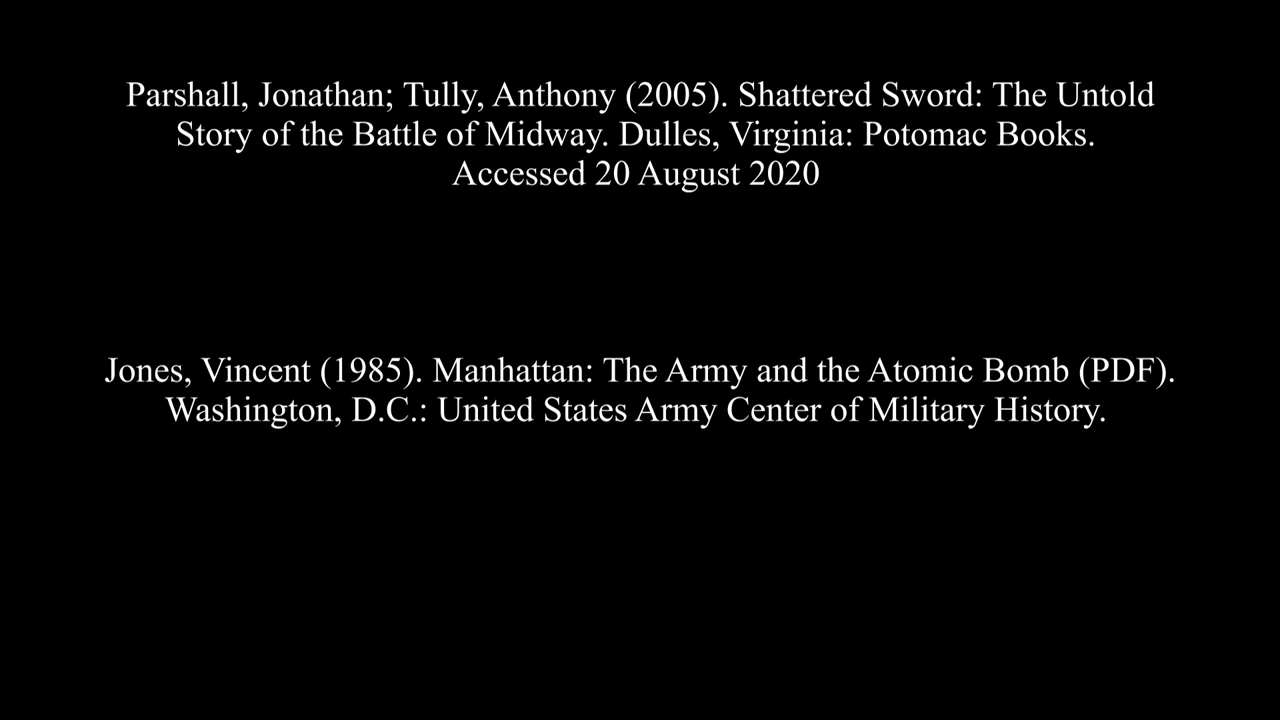 Parshall, Jonathan; Tully, Anthony (2005). Shattered Sword: The Untold
Story of the Battle of Midway. Dulles, Virginia: Potomac Books.
Accessed 20 August 2020
Jones, Vincent (1985). Manhattan: The Army and the Atomic Bomb (PDF).
Washington, D.C.: United States Army Center of Military History.